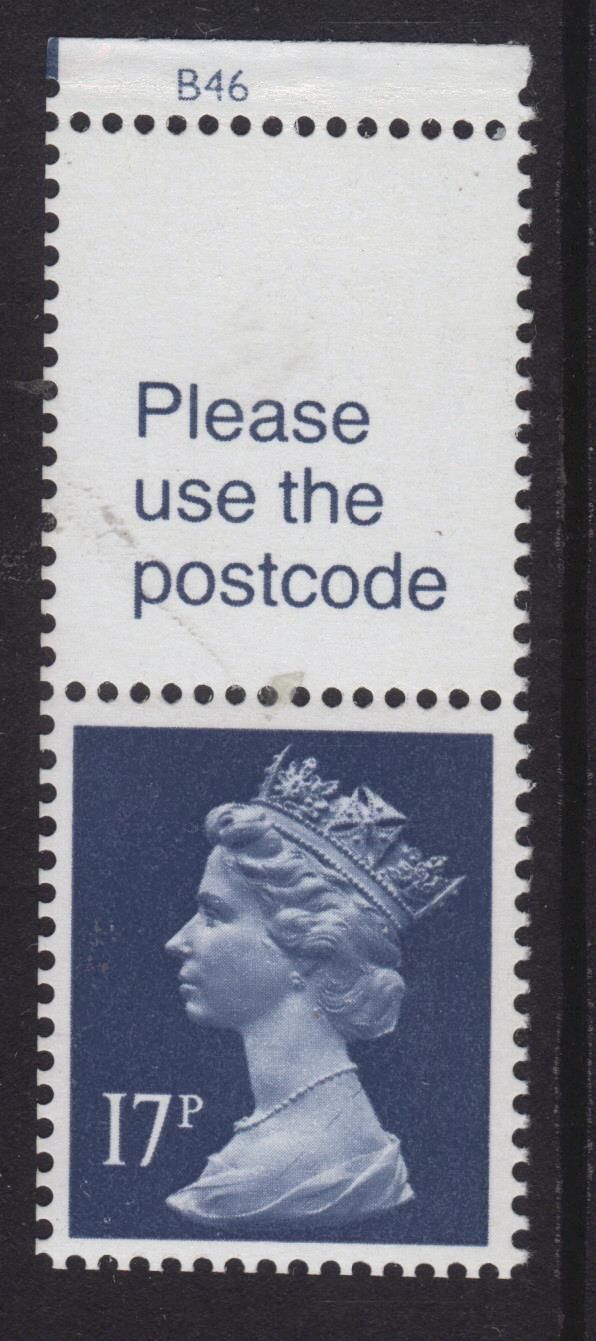 B46
Please
use the
postcode
17P